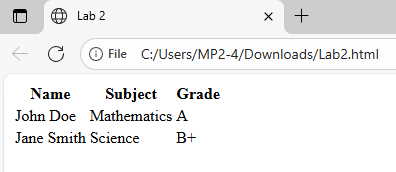 Lab 2
File C:/Users/MP2-4/Downloads/Lab2.html
Name Subject Grade
John Doe Mathematics A
Jane Smith Science B+